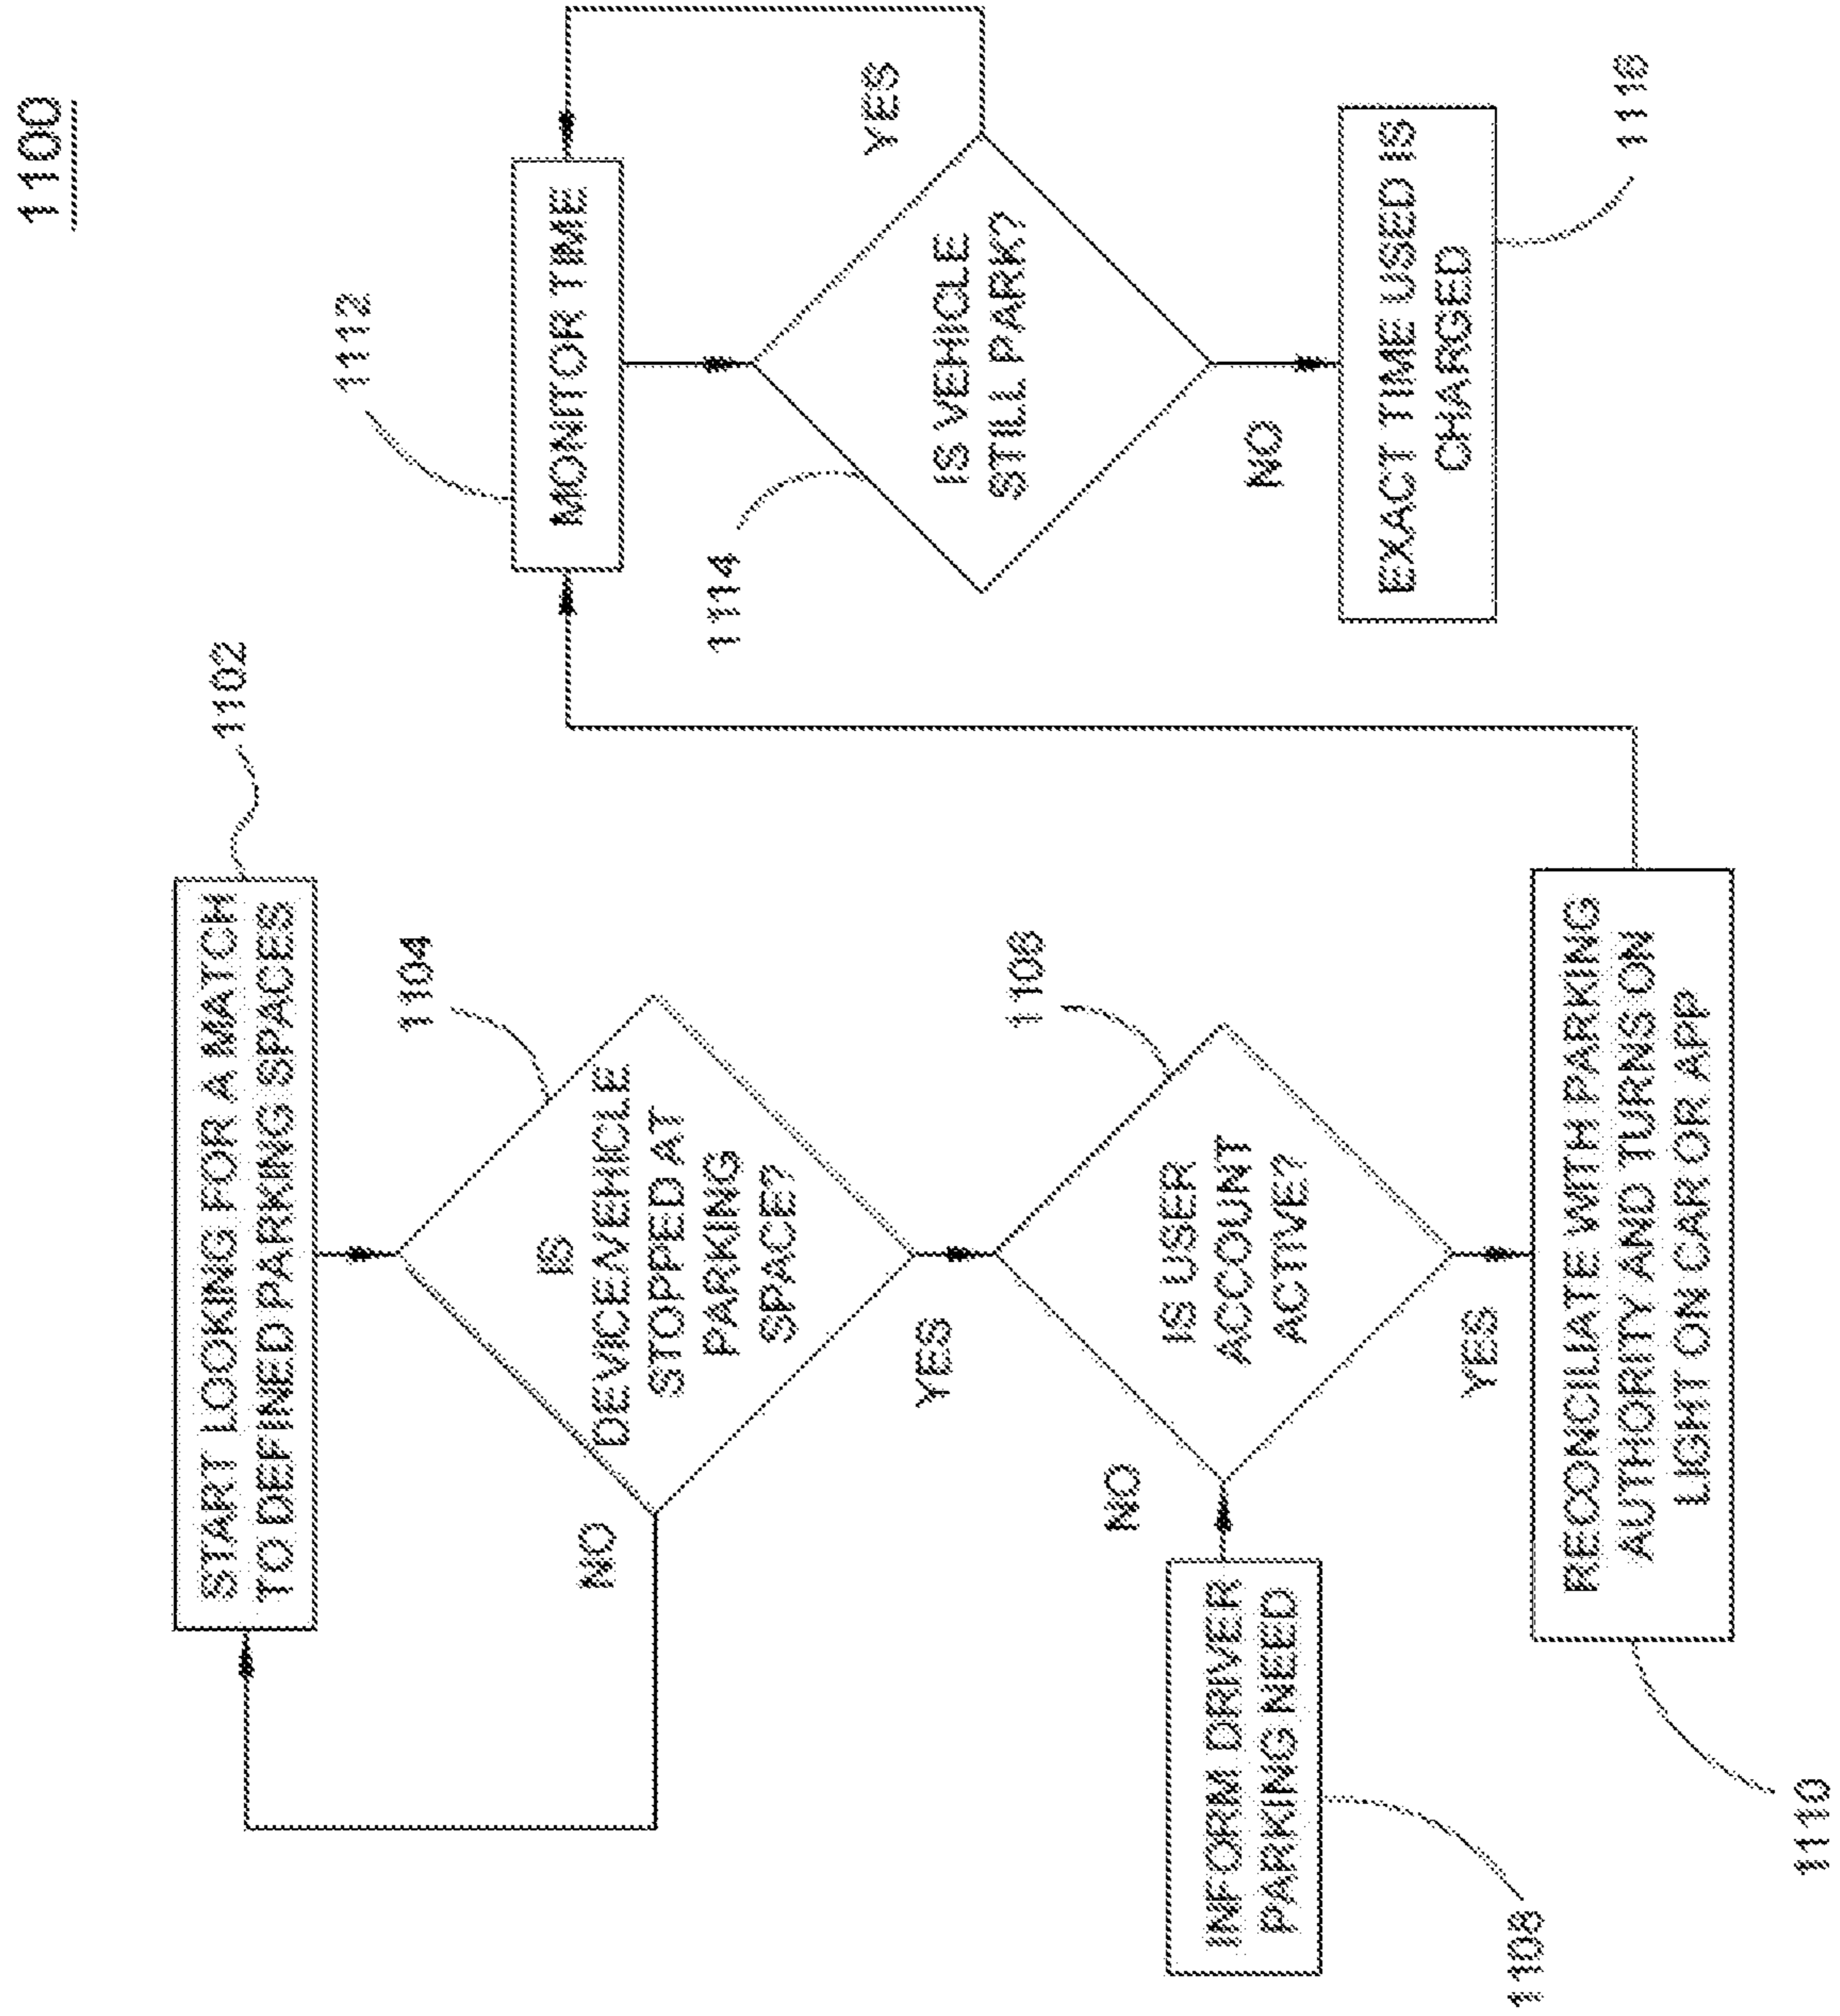 1100
START LOOKING FOR A MATCH
TO DEFINED PARKING SPACES
1102
IS
DEVICE/VEHICLE
STOPPED AT
PARKING
SPACE?
1104
NO
YES
IS USER
ACCOUNT
ACTIVE?
1106
NO
INFORM DRIVER
PARKING NEED
1108
YES
RECONCILIATE WITH PARKING
AUTHORITY AND TURNS ON
LIGHT ON CAR OR APP
1110
MONITOR TIME
1112
IS VEHICLE
STILL PARK?
1114
YES
NO
EXACT TIME USED IS
CHARGED
1116